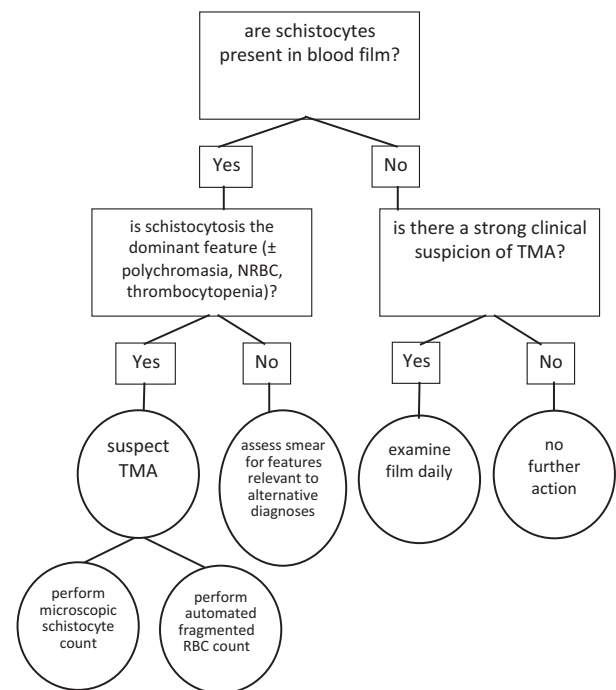 are schistocytes
present in blood film?
Yes
No
is schistocytosis the
dominant feature (±
polychromasia, NRBC,
thrombocytopenia)?
is there a strong clinical
suspicion of TMA?
Yes
No
Yes
No
suspect
TMA
assess smear
for features
relevant to
alternative
diagnoses
examine
film daily
no
further
action
perform
microscopic
schistocyte
count
perform
automated
fragmented
RBC count